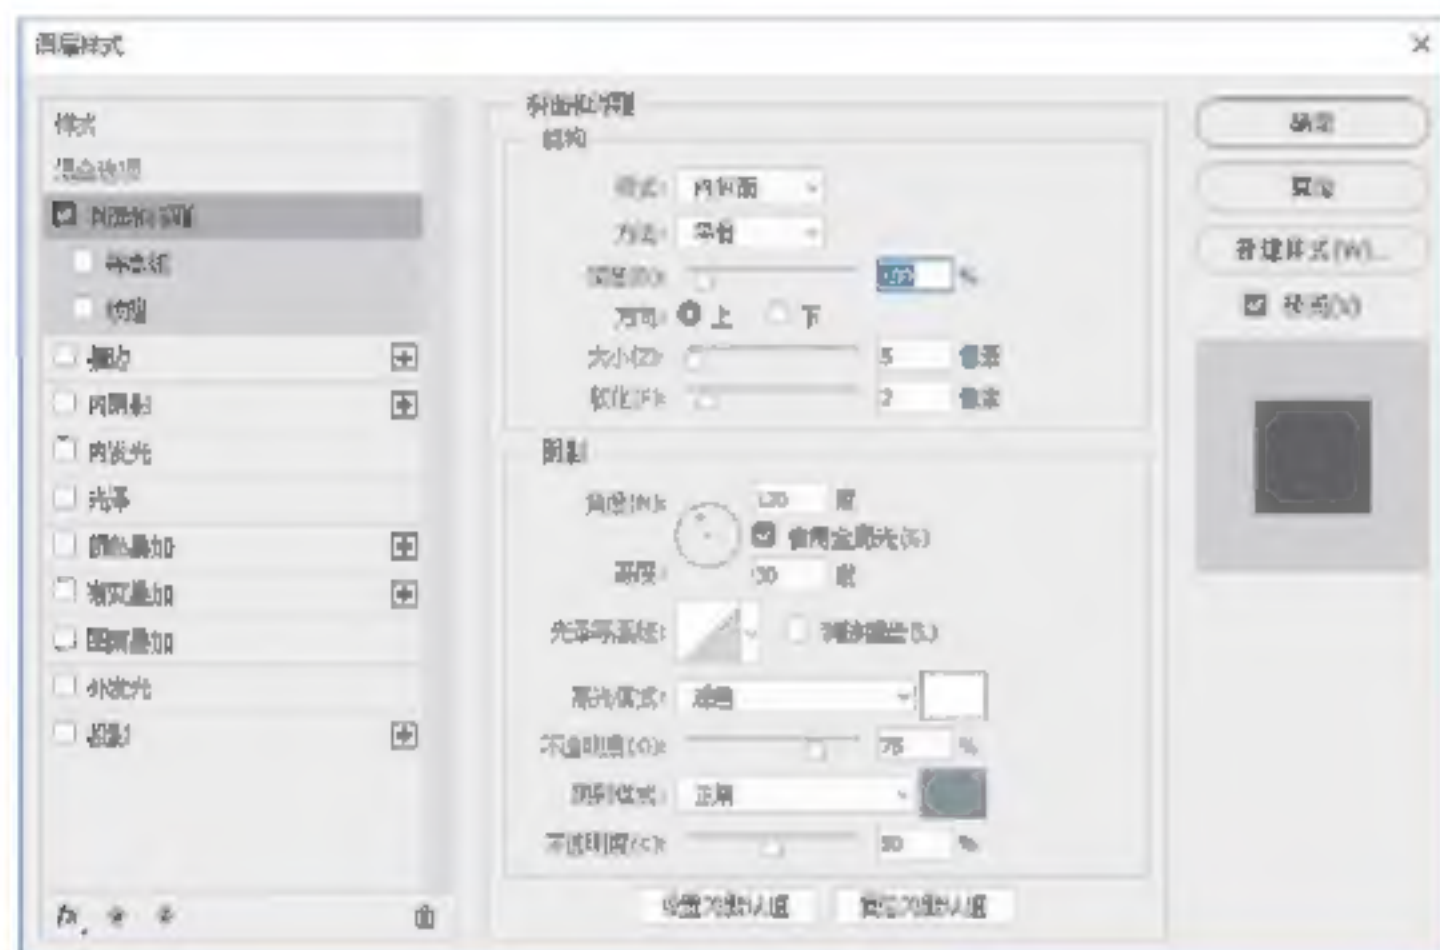 图层样式
样式
混合选项
斜面和浮雕
等高线
纹理
描边
内阴影
内发光
光泽
颜色叠加
渐变叠加
图案叠加
外发光
投影
fx
斜面和浮雕
结构
样式: 内斜面
方法: 平滑
深度(D): %
方向: 上 下
大小(Z): 5 像素
软化(F): 2 像素
阴影
角度(N): 120 度
使用全局光(G)
高度: 30 度
光泽等高线: 消除锯齿(L)
高光模式: 滤色
不透明度(O): 75 %
阴影模式: 正常
不透明度(C): 50 %
设置为默认值 复位为默认值
确定
复位
新建样式(W)...
预览(V)